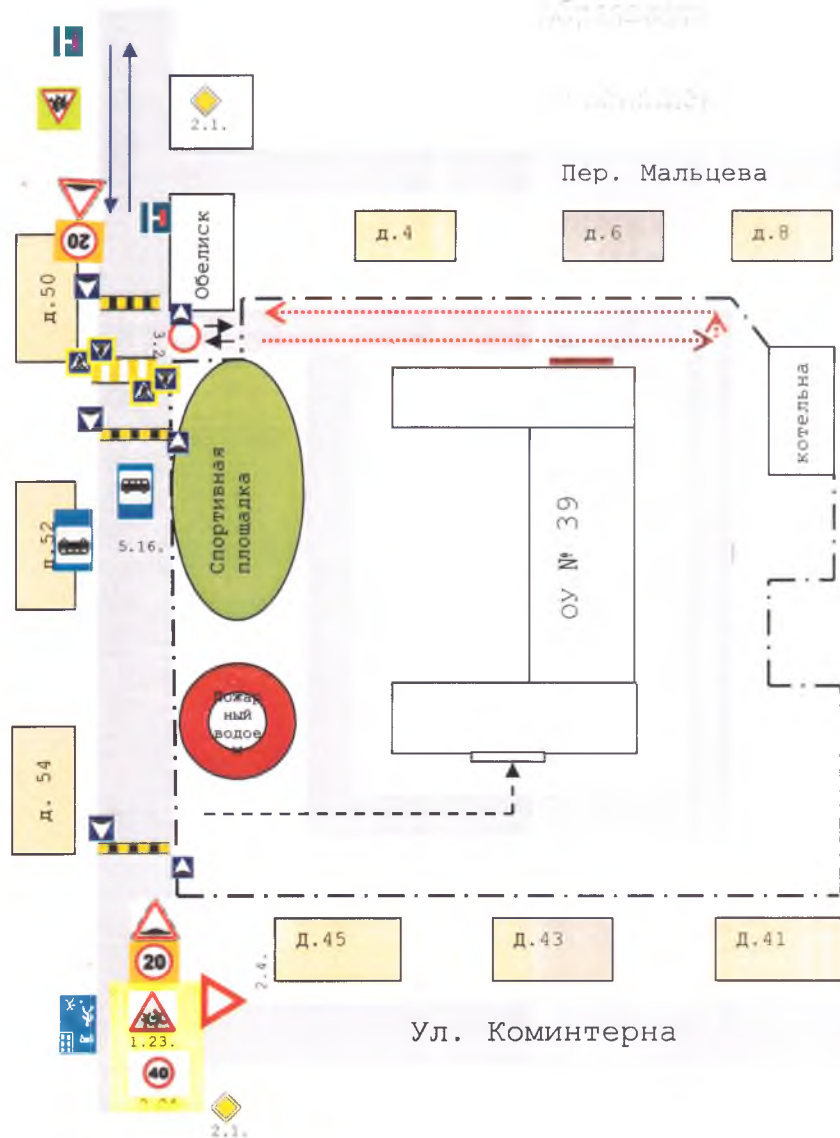 2.1.
Пер. Мальцева
д.4
д.6
д.8
20
д.50
Обелиск
3.2
котельна
Спортивная
площадка
ОУ № 39
д.52
5.16.
Пожар
ный
водое
м
д. 54
Д.45
Д.43
Д.41
2.4.
20
1.23.
Ул. Коминтерна
40
2.1.